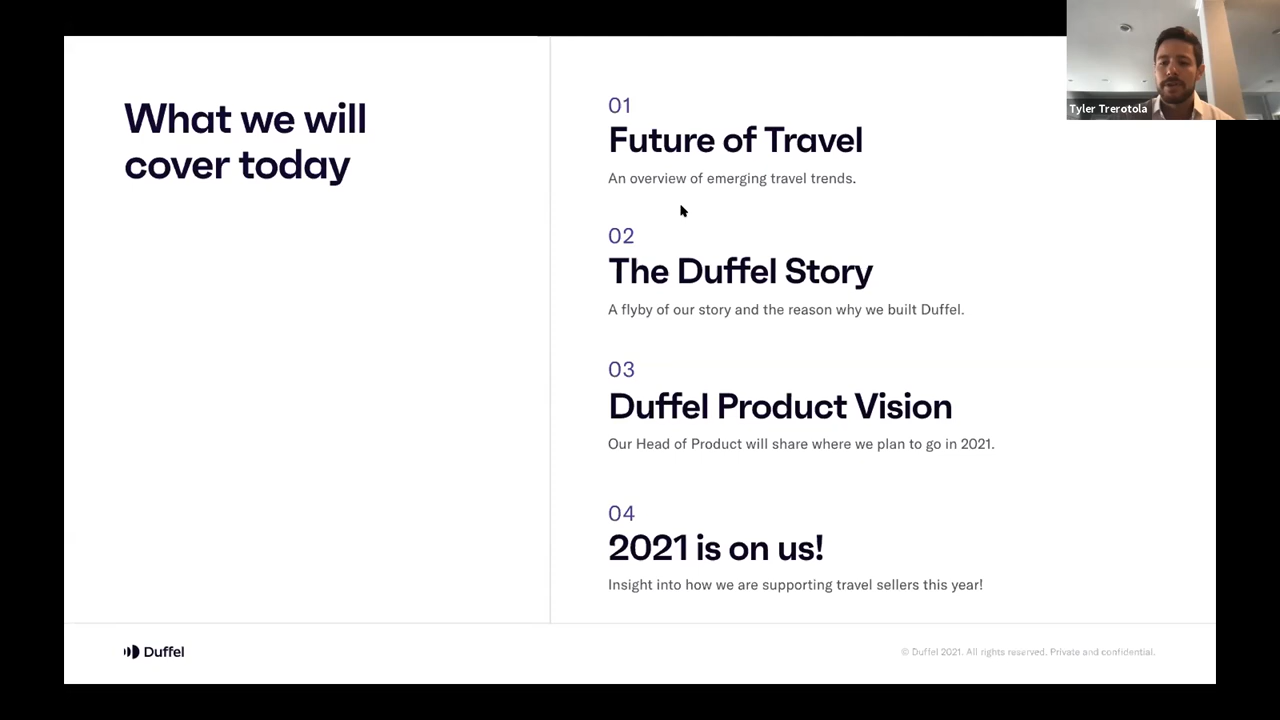 What we will
cover today
01
Future of Travel
An overview of emerging travel trends.
02
The Duffel Story
A flyby of our story and the reason why we built Duffel.
03
Duffel Product Vision
Our Head of Product will share where we plan to go in 2021.
04
2021 is on us!
Insight into how we are supporting travel sellers this year!
Duffel
© Duffel 2021. All rights reserved. Private and confidential.
Tyler Trerotola